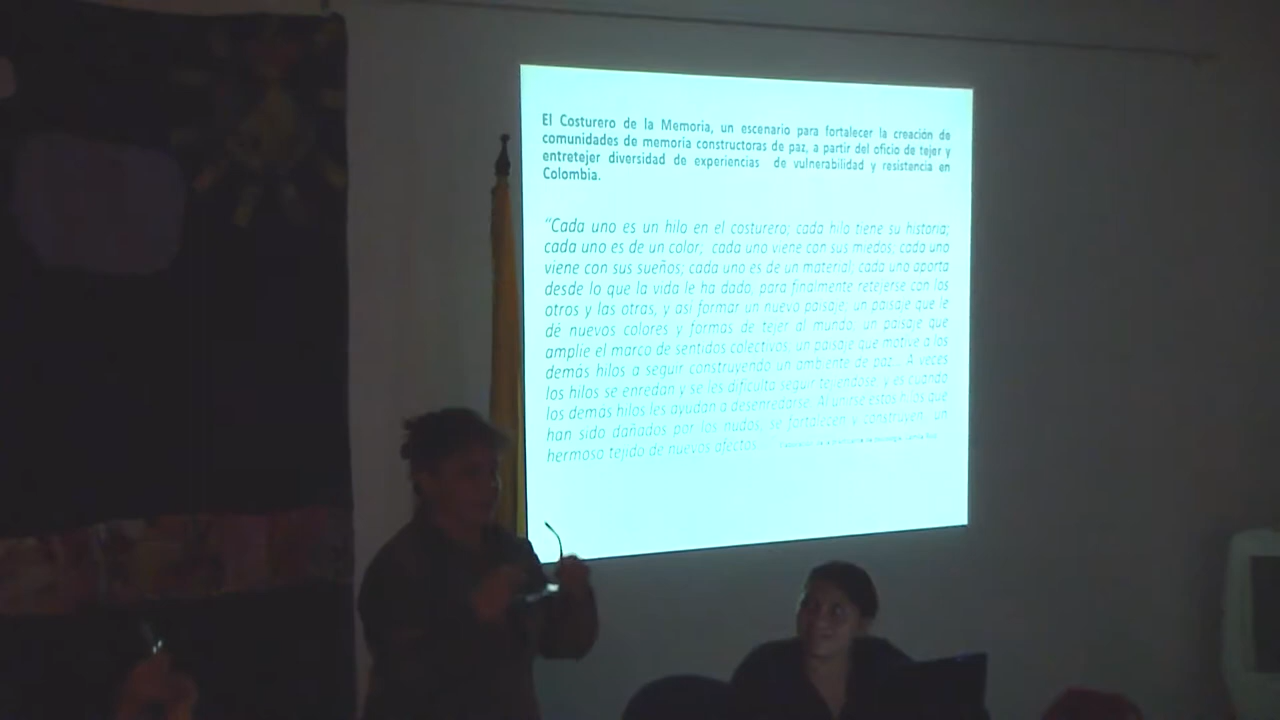 El Costurero de la Memoria, un escenario para fortalecer la creación de
comunidades de memoria constructoras de paz, a partir del oficio de tejer y
entretejer diversidad de experiencias de vulnerabilidad y resistencia en
Colombia.
"Cada uno es un hilo en el costurero; cada hilo tiene su historia;
cada uno es de un color; cada uno viene con sus miedos, cada uno
viene con sus sueños; cada uno es de un material; cada uno aporta
desde lo que la vida le ha dado, para finalmente retejerse con los
otros y las otras, y así formar un nuevo paisaje; un paisaje que le
dé nuevos colores y formas de tejer al mundo; un paisaje que
amplíe el marco de sentidos colectivos; un paisaje que motive a los
demás hilos a seguir construyendo un ambiente de paz... A veces
los hilos se enredan y se les dificulta seguir tejiéndose, y es cuando
los demás hilos les ayudan a desenredarse. Al unirse estos hilos que
han sido dañados por los nudos, se fortalecen y construyen un
hermoso tejido de nuevos afectos